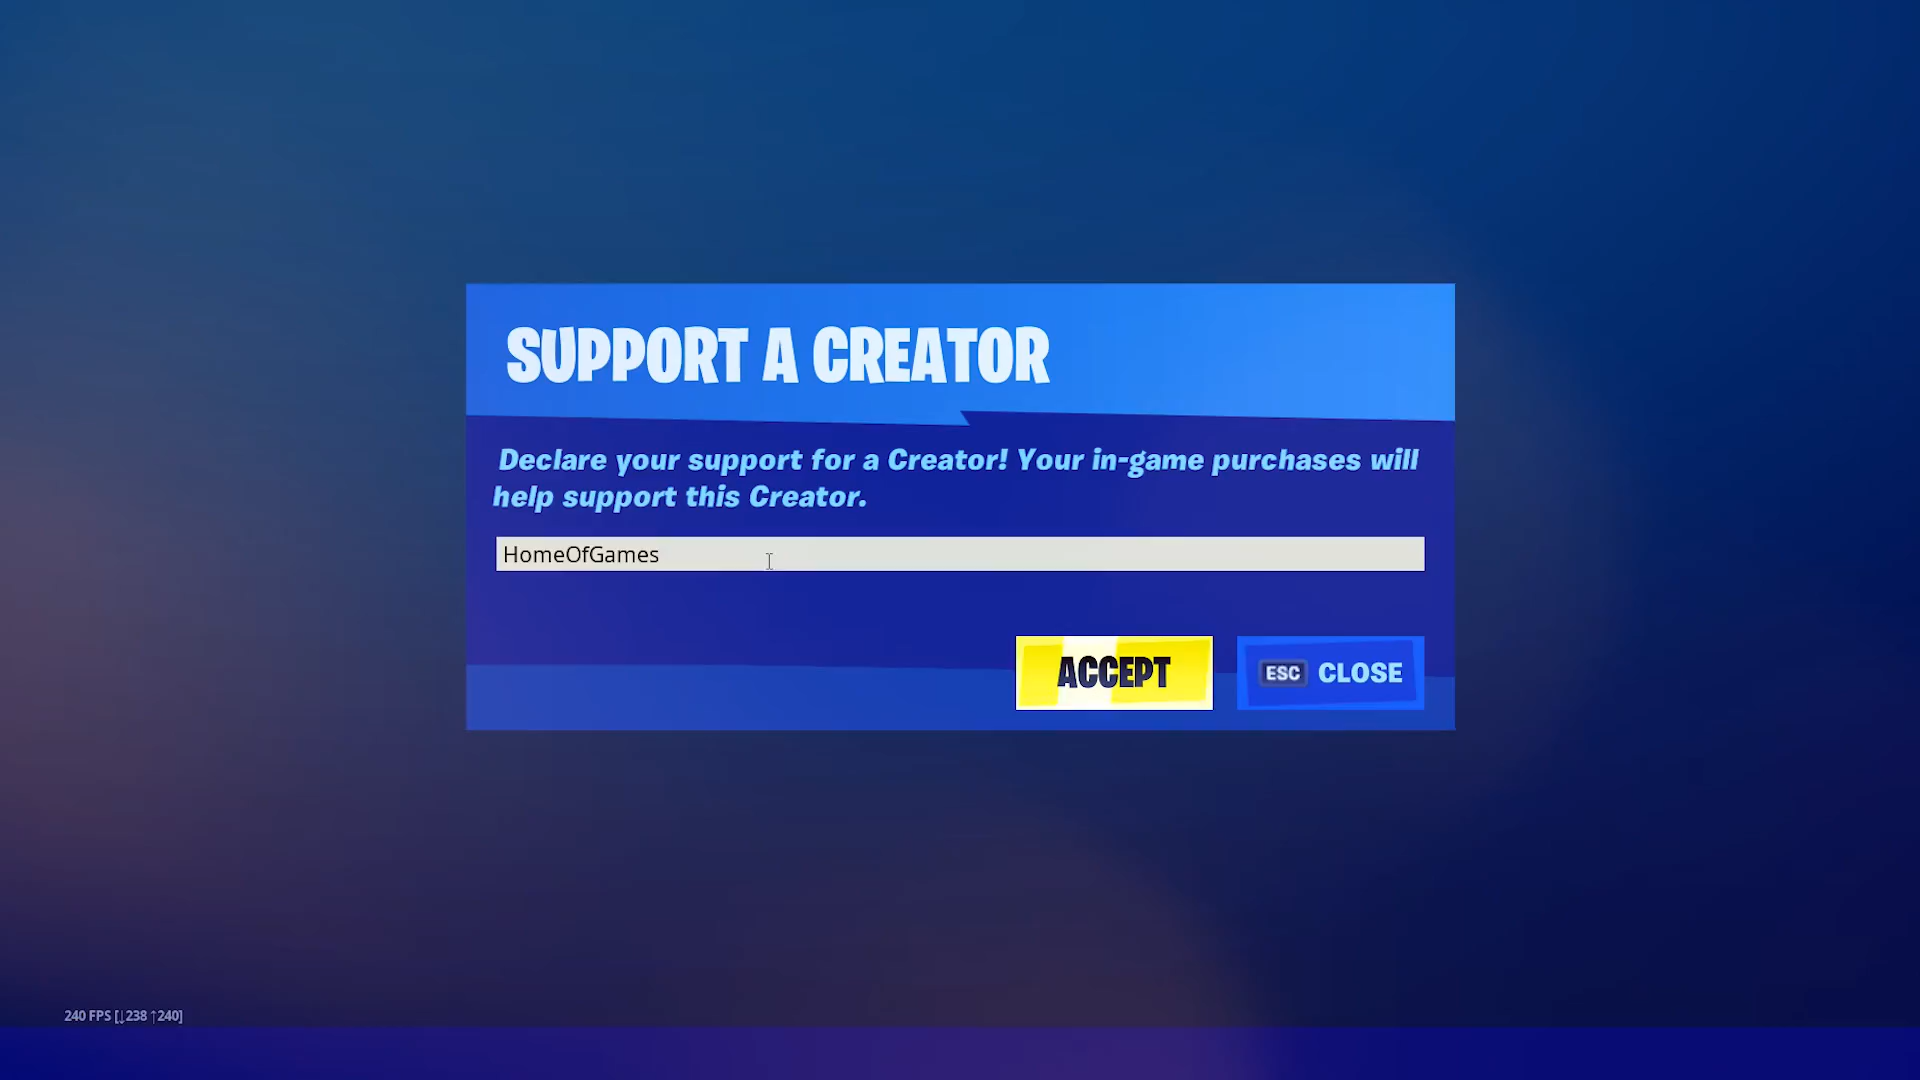 SUPPORT A CREATOR
Declare your support for a Creator! Your in-game purchases will
help support this Creator.
HomeOfGames
ACCEPT
ESC CLOSE
240 FPS [↓238 ↑240]